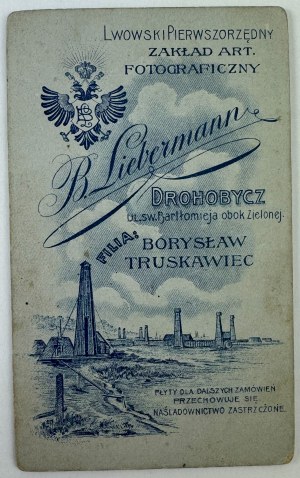 LWOWSKI PIERWSZORZĘDNY
ZAKŁAD ART.
FOTOGRAFICZNY
B. Liebermann
DROHOBYCZ
ul. św. Bartłomieja obok Zielonej.
FILIA:
BORYSŁAW
TRUSKAWIEC
PŁYTY DLA DALSZYCH ZAMÓWIEŃ
PRZECHOWUJE SIĘ
NAŚLADOWNICTWO ZASTRZEŻONE.